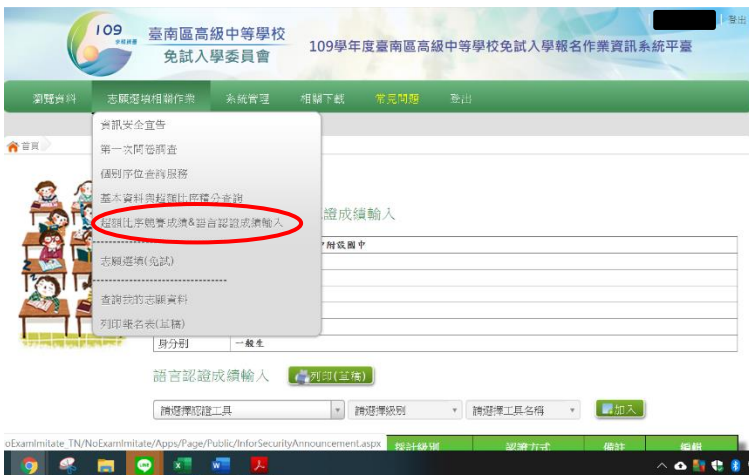 109
臺南區高級中等學校
免試入學委員會
109學年度臺南區高級中等學校免試入學報名作業資訊系統平臺
登出
瀏覽資料 志願選填相關作業 系統管理 相關下載 常見問題 登出
首頁
資訊安全宣告
第一次問卷調查
個別序位查詢服務
基本資料與超額比序積分查詢
超額比序競賽成績&語言認證成績輸入
證成績輸入
附設國中
志願選填(免試)
查詢我的志願資料
列印報名表(草稿)
身分別 一般生
語言認證成績輸入 列印(草稿)
請選擇認證工具 請選擇級別 請選擇工具名稱 加入
oExamImitate_TN/NoExamImitate/Apps/Page/Public/InforSecurityAnnouncement.aspx
採計級別 認證方式 備註 編輯